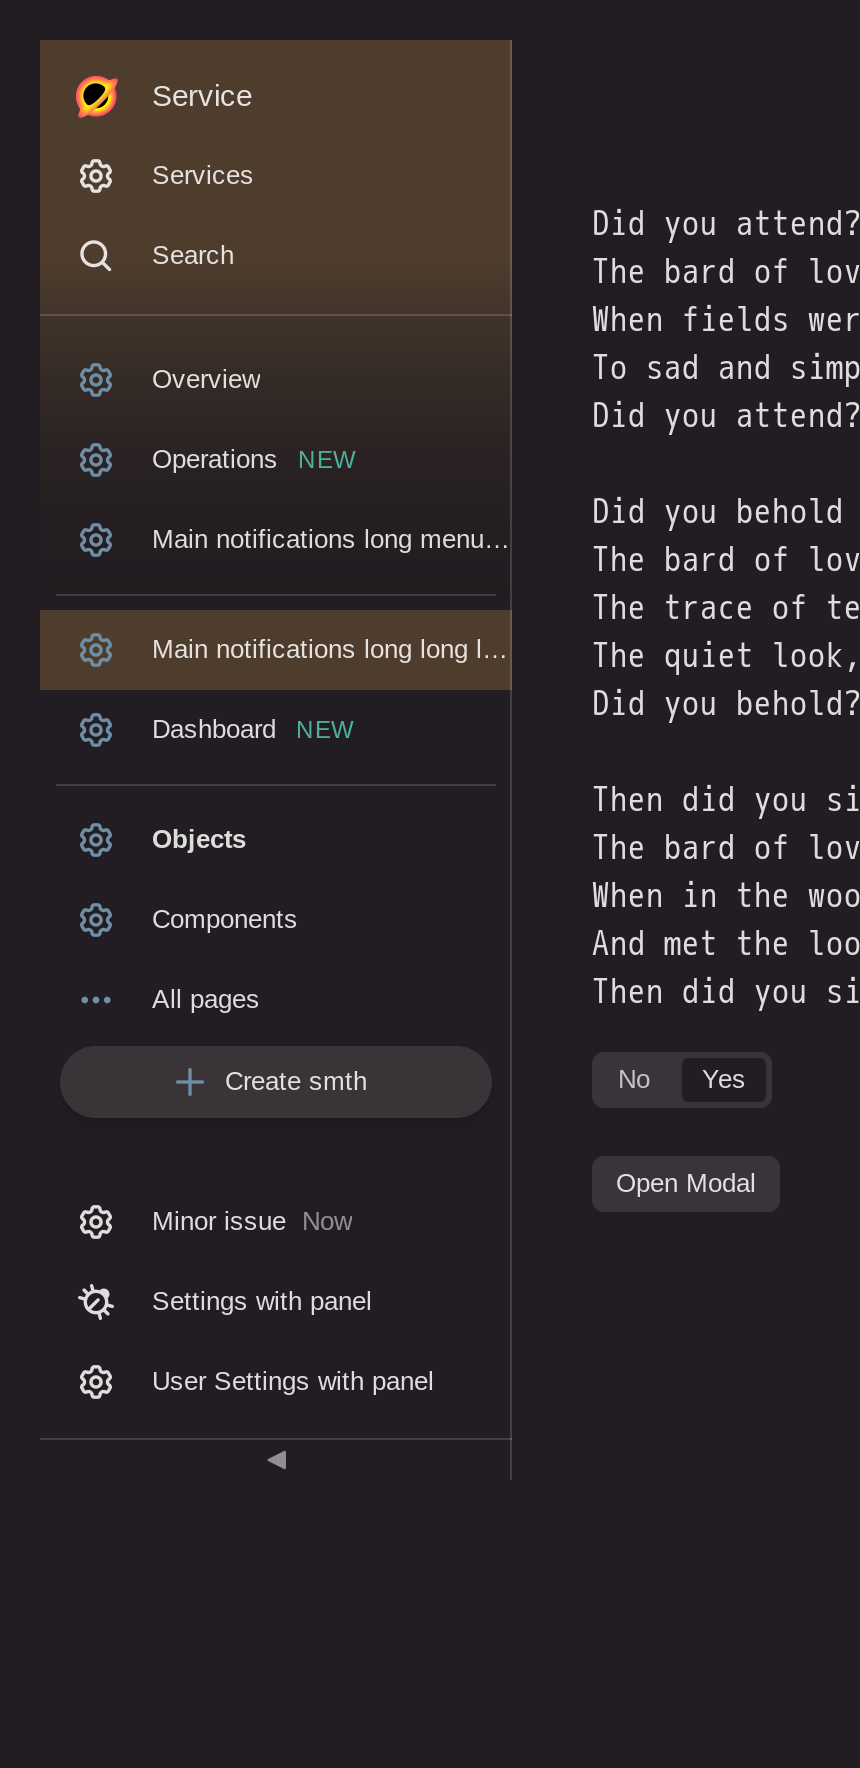 Service
Services
Search
Overview
Operations NEW
Main notifications long menu...
Main notifications long long l...
Dashboard NEW
Objects
Components
All pages
Create smth
Minor issue Now
Settings with panel
User Settings with panel
Did you attend?
The bard of lov
When fields wer
To sad and simp
Did you attend?
Did you behold
The bard of lov
The trace of te
The quiet look,
Did you behold?
Then did you si
The bard of lov
When in the woo
And met the loo
Then did you si
No Yes
Open Modal